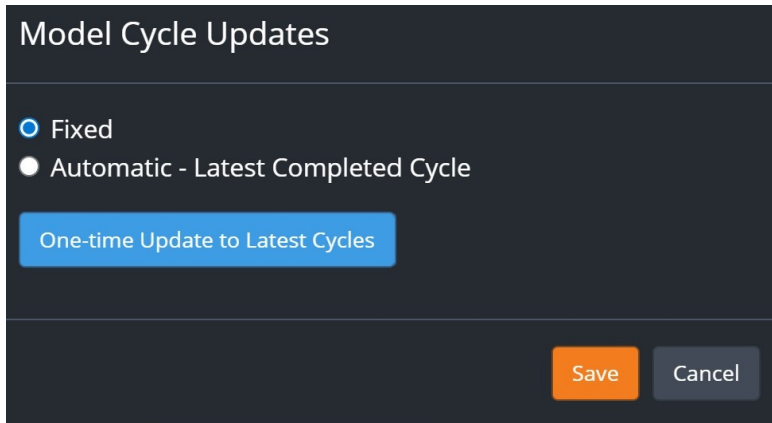 Model Cycle Updates
Fixed
Automatic - Latest Completed Cycle
One-time Update to Latest Cycles
Save Cancel